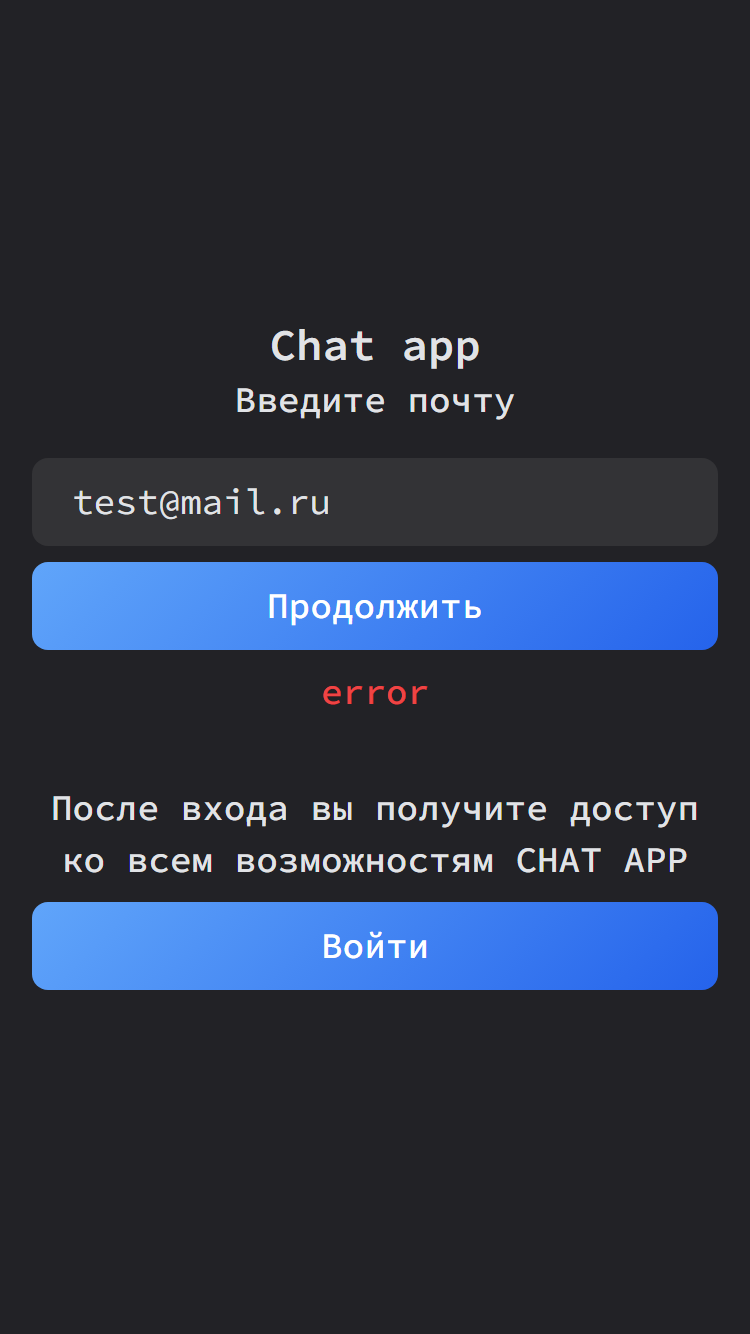 Chat app
Введите почту
test@mail.ru
Продолжить
error
После входа вы получите доступ
ко всем возможностям CHAT APP
Войти